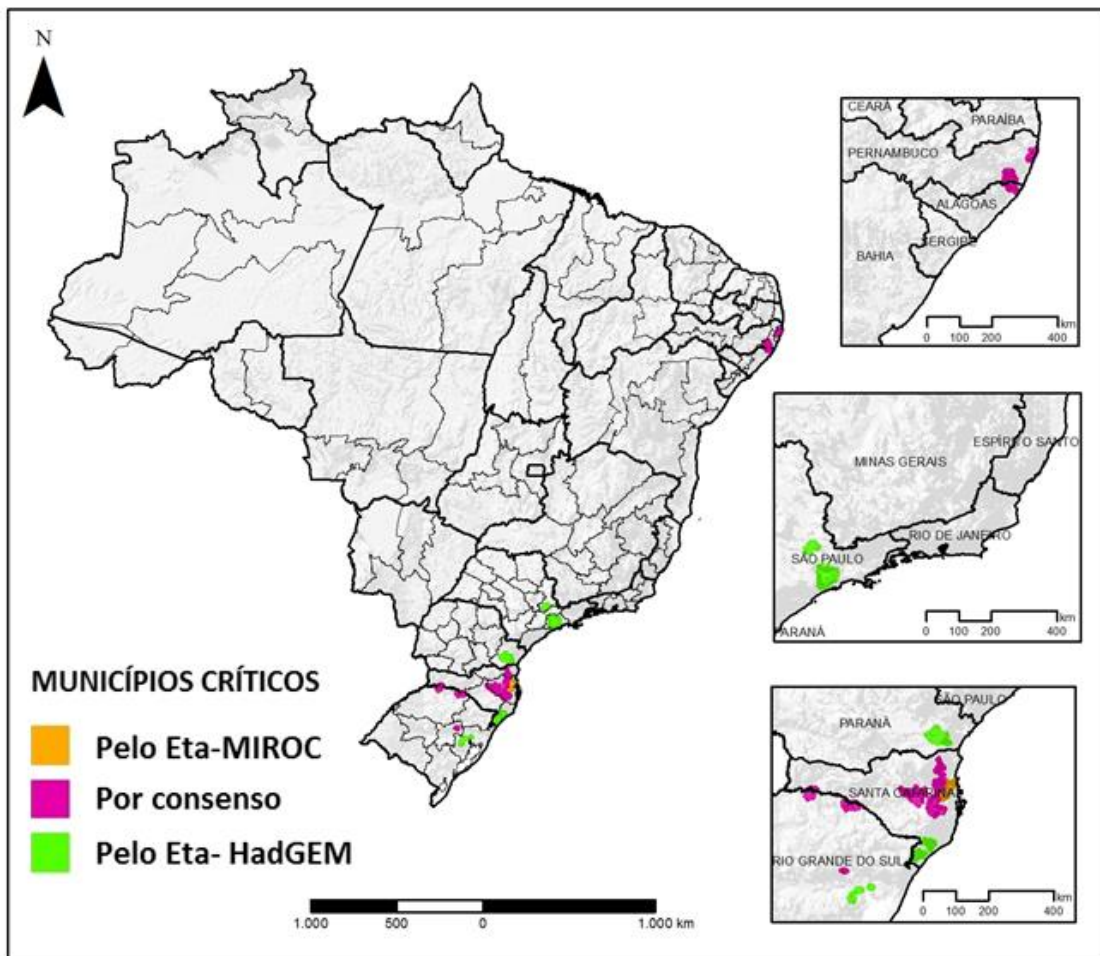 N
CEARÁ
PARAÍBA
PERNAMBUCO
ALAGOAS
SERGIPE
BAHIA
0 100 200 400
km
ESPÍRITO SANTO
MINAS GERAIS
RIO DE JANEIRO
SÃO PAULO
PARANÁ
0 100 200 400
km
SÃO PAULO
PARANÀ
SANTA CATARINA
RIO GRANDE DO SUL
0 100 200 400
km
MUNICÍPIOS CRÍTICOS
Pelo Eta-MIROC
Por consenso
Pelo Eta- HadGEM
1.000 500 0 1.000 km